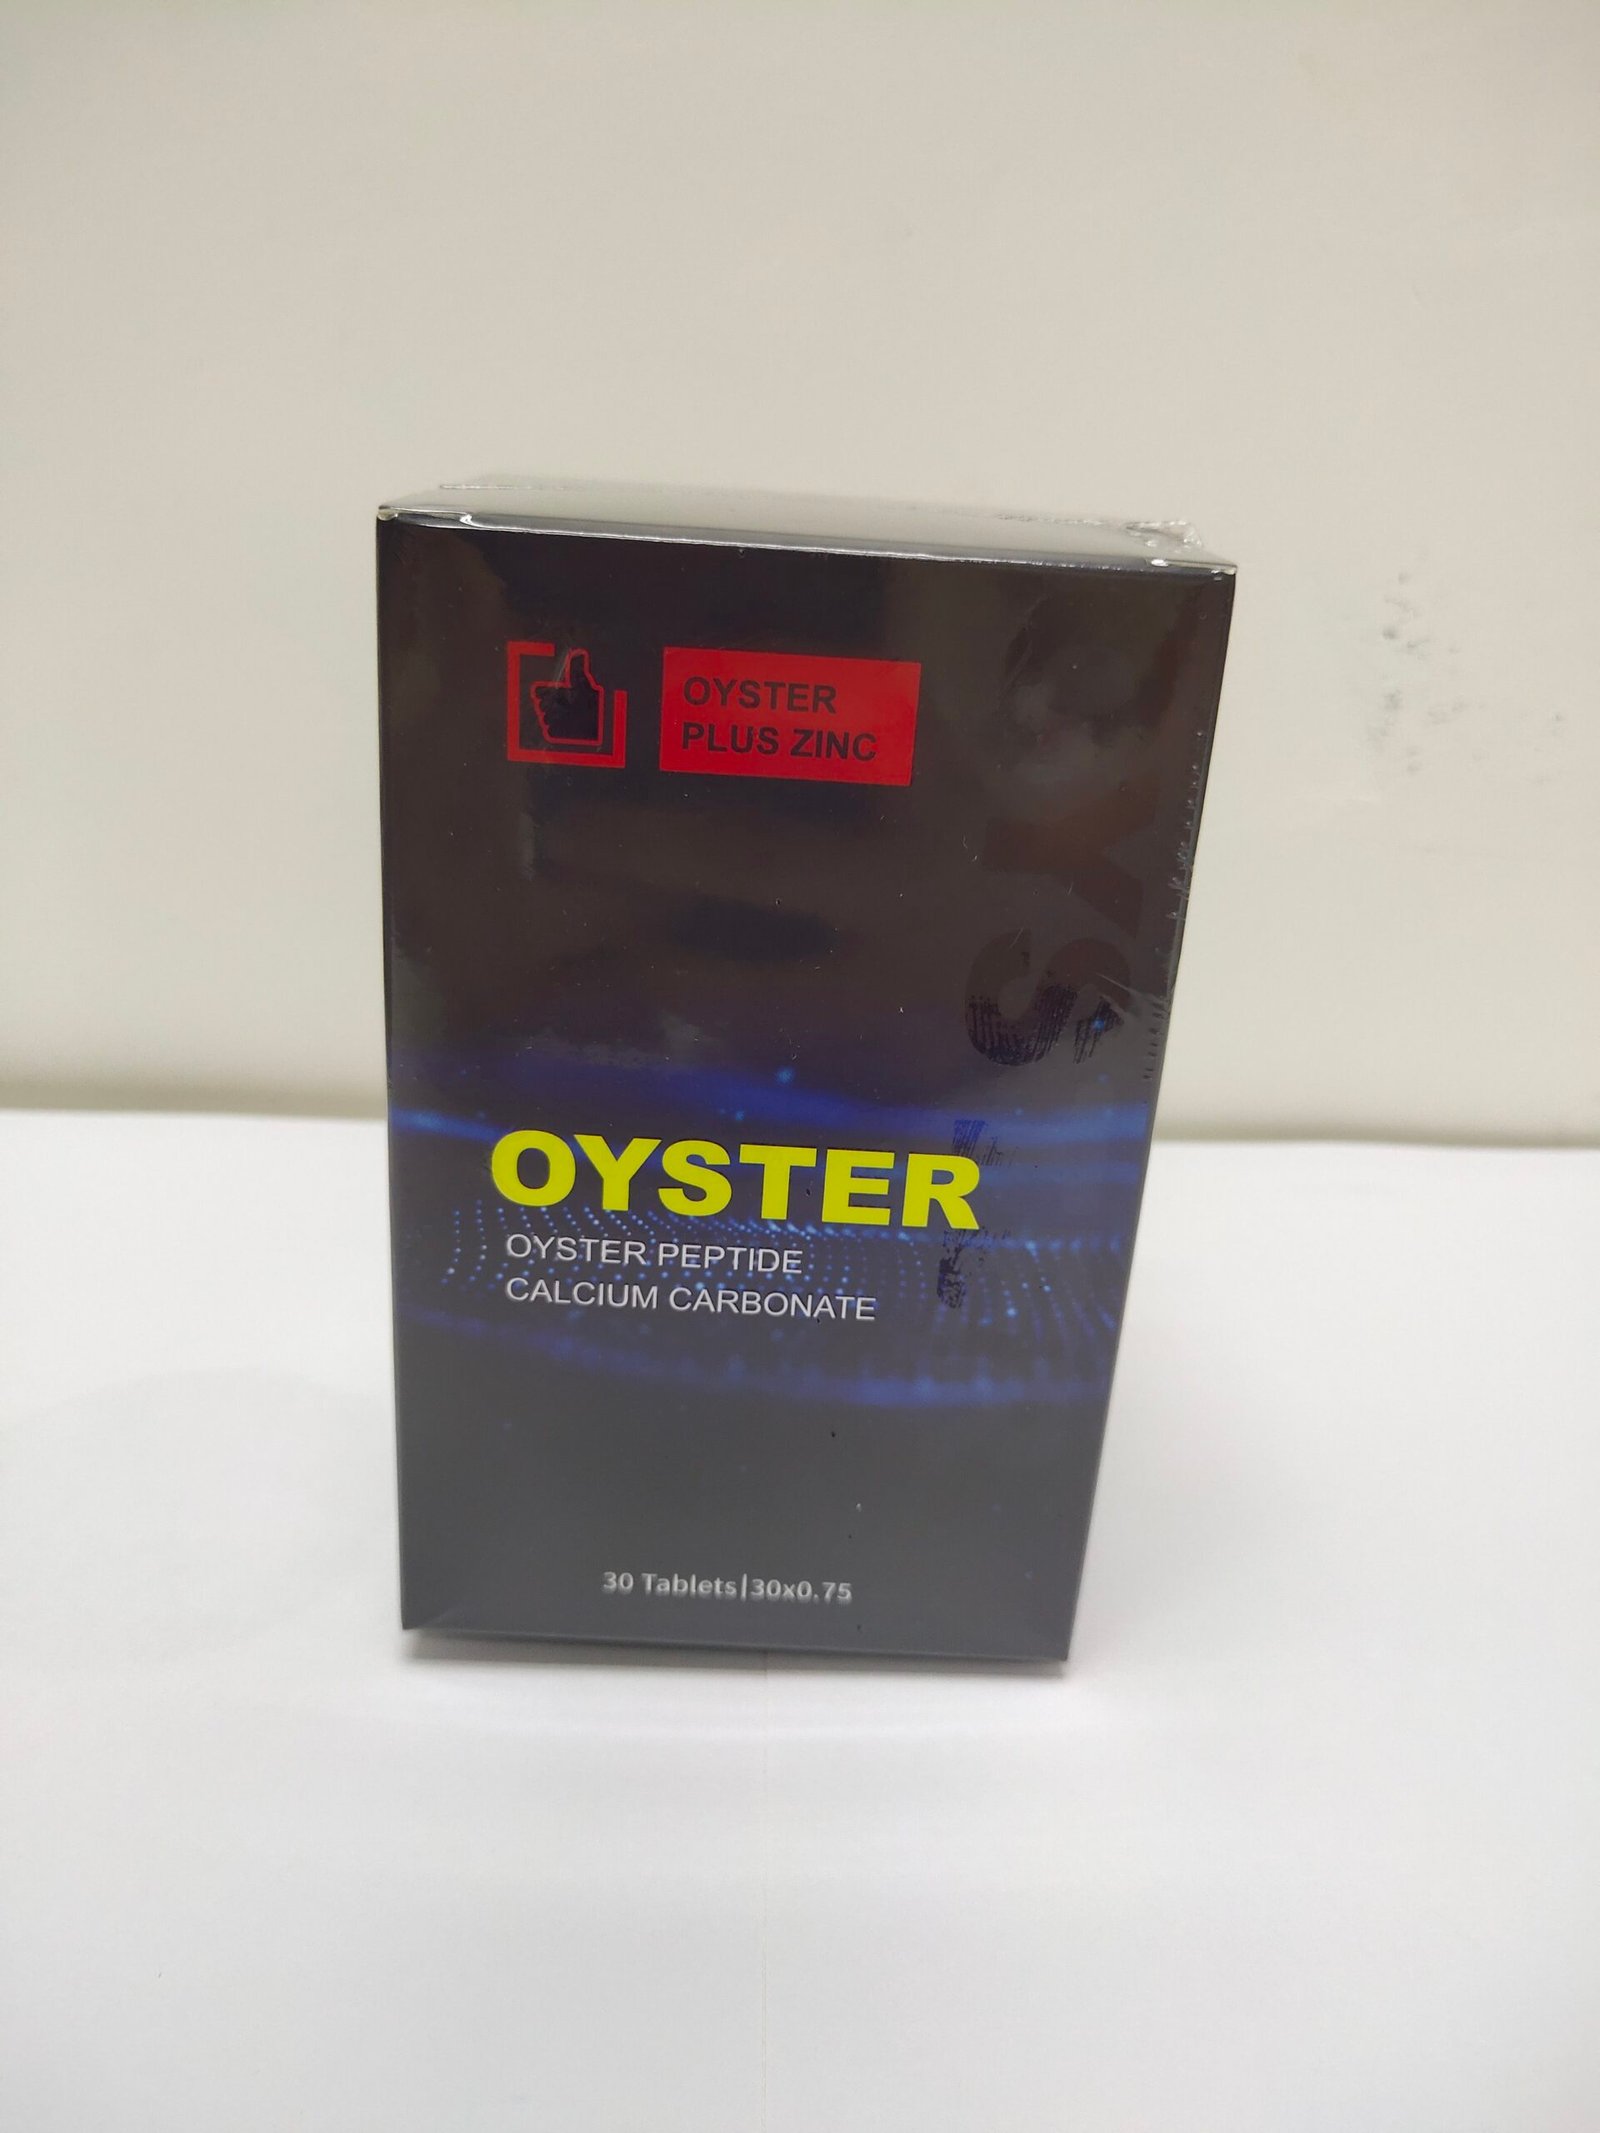 OYSTER
PLUS ZINC
OYSTER
OYSTER PEPTIDE
CALCIUM CARBONATE
30 Tablets|30x0.75